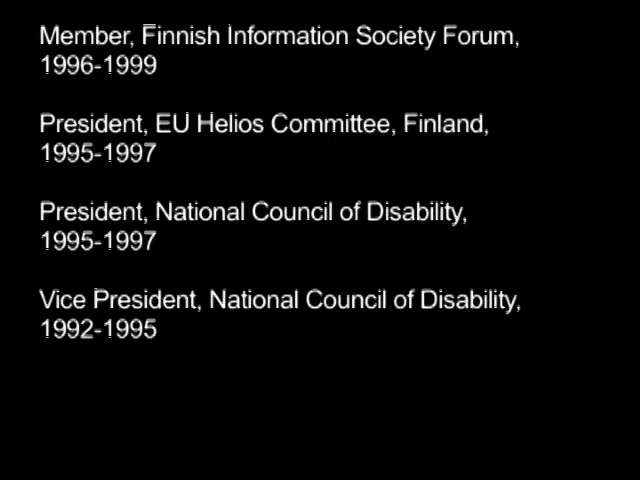 Member, Finnish Information Society Forum,
1996-1999
President, EU Helios Committee, Finland,
1995-1997
President, National Council of Disability,
1995-1997
Vice President, National Council of Disability,
1992-1995